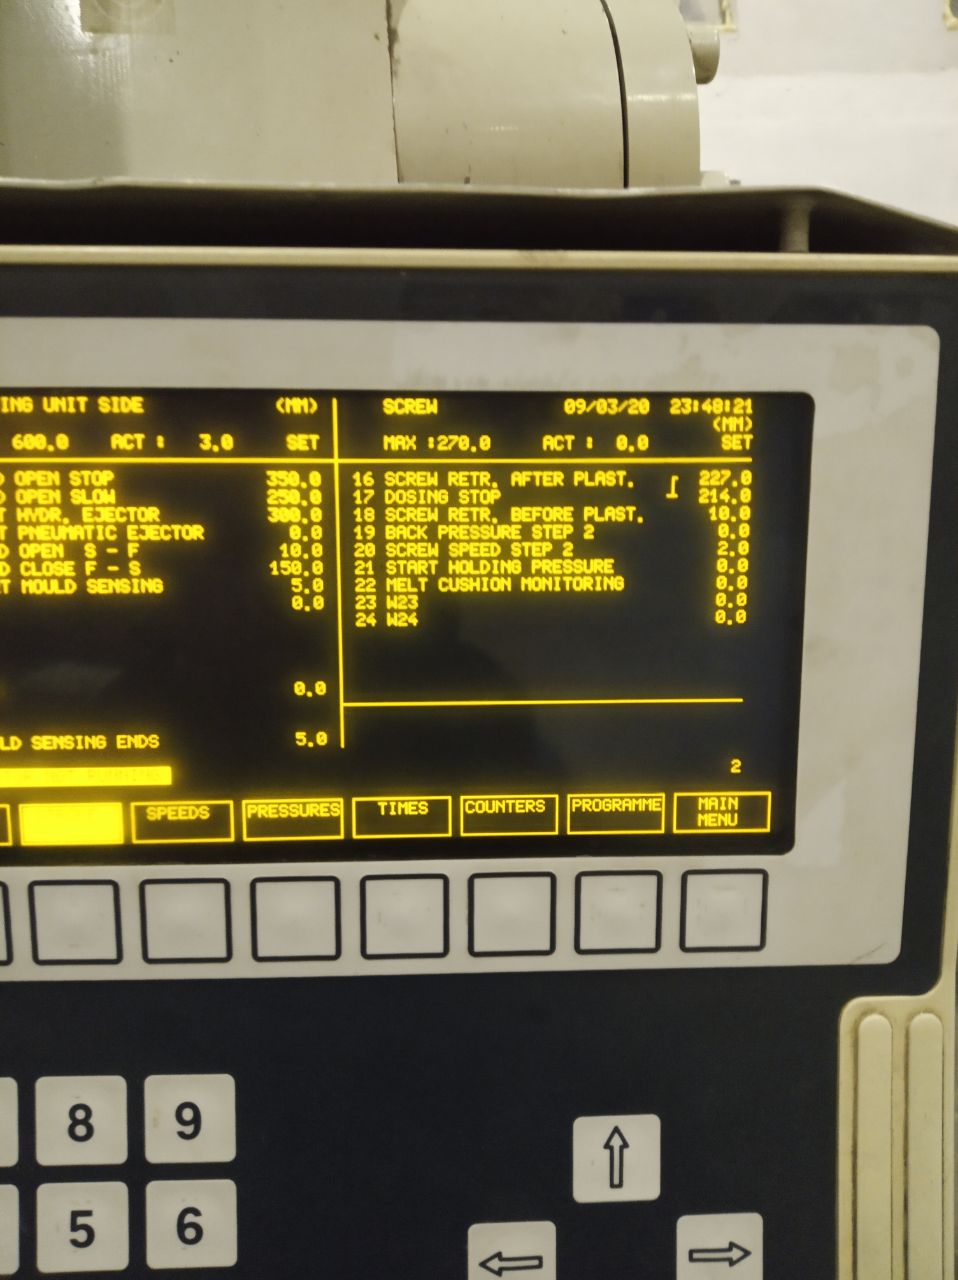 ING UNIT SIDE (MM)
600.0 ACT : 3.0 SET
OPEN STOP 350.0
OPEN SLOW 250.0
T HYDR. EJECTOR 300.0
T PNEUMATIC EJECTOR 0.0
D OPEN S - F 10.0
D CLOSE F - S 150.0
T MOULD SENSING 5.0
0.0
0.0
LD SENSING ENDS 5.0
SCREW 09/03/20 23:48:21
(MM)
MAX :270.0 ACT : 0.0 SET
16 SCREW RETR. AFTER PLAST. 227.0
17 DOSING STOP 214.0
18 SCREW RETR. BEFORE PLAST. 10.0
19 BACK PRESSURE STEP 2 0.0
20 SCREW SPEED STEP 2 2.0
21 START HOLDING PRESSURE 0.0
22 MELT CUSHION MONITORING 0.0
23 W23 0.0
24 W24 0.0
2
SPEEDS PRESSURES TIMES COUNTERS PROGRAMME MAIN MENU
8 9
5 6